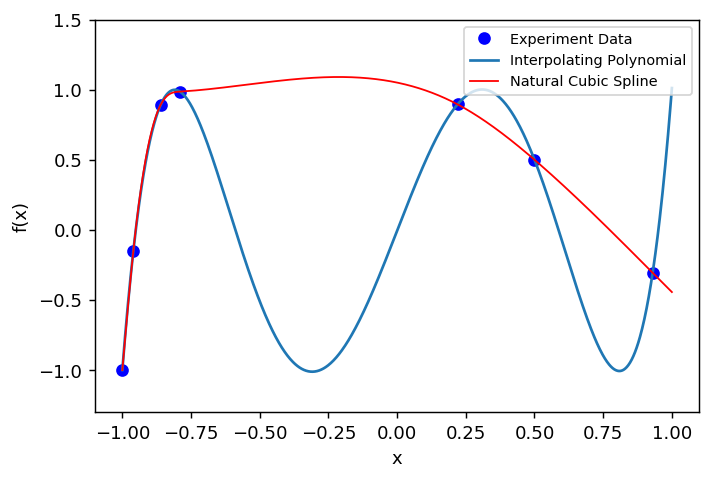 Experiment Data
Interpolating Polynomial
Natural Cubic Spline
1.5
1.0
0.5
0.0
−0.5
−1.0
f(x)
−1.00 −0.75 −0.50 −0.25 0.00 0.25 0.50 0.75 1.00
x